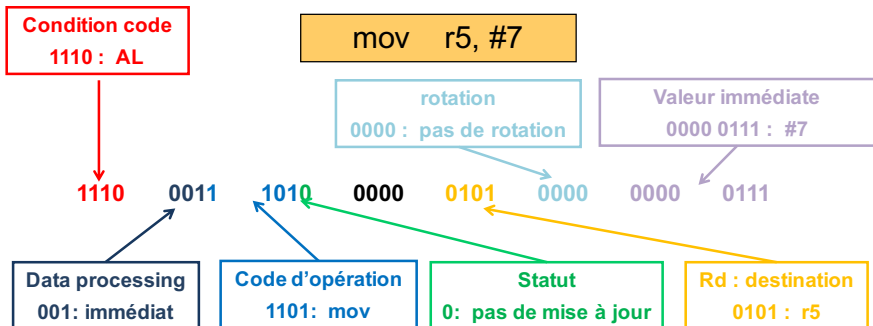 Condition code
1110 : AL
mov r5, #7
rotation
0000 : pas de rotation
Valeur immédiate
0000 0111 : #7
1110 0011 1010 0000 0101 0000 0000 0111
Data processing
001: immédiat
Code d'opération
1101: mov
Statut
0: pas de mise à jour
Rd : destination
0101 : r5